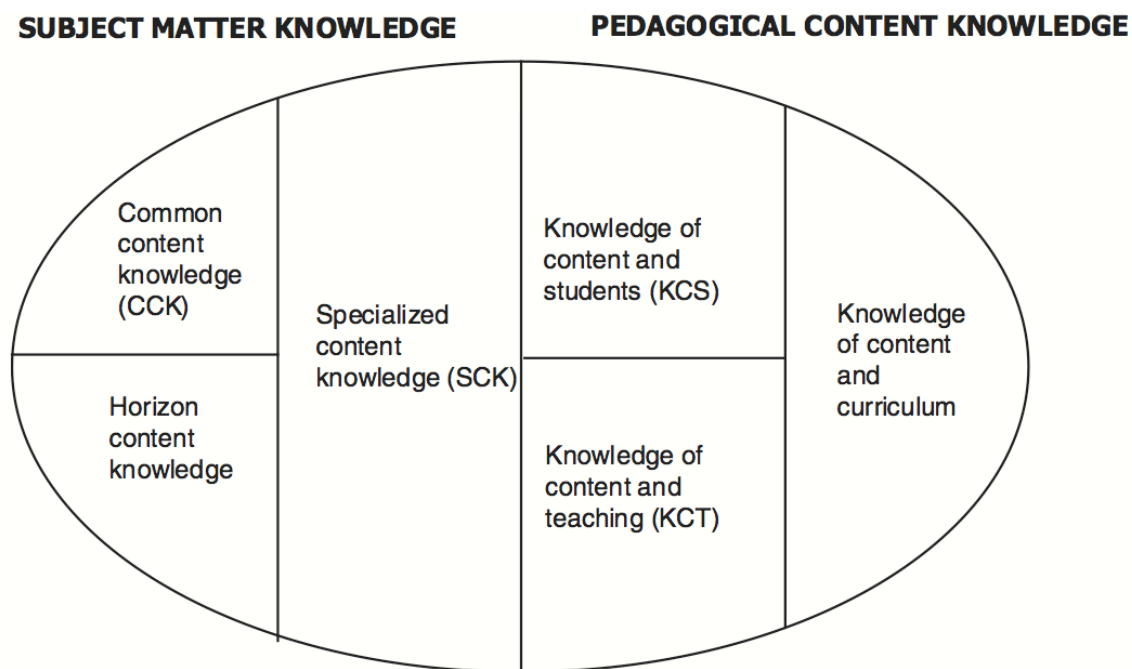 SUBJECT MATTER KNOWLEDGE
PEDAGOGICAL CONTENT KNOWLEDGE
Common
content
knowledge
(CCK)
Horizon
content
knowledge
Specialized
content
knowledge (SCK)
Knowledge of
content and
students (KCS)
Knowledge of
content and
teaching (KCT)
Knowledge
of content
and
curriculum